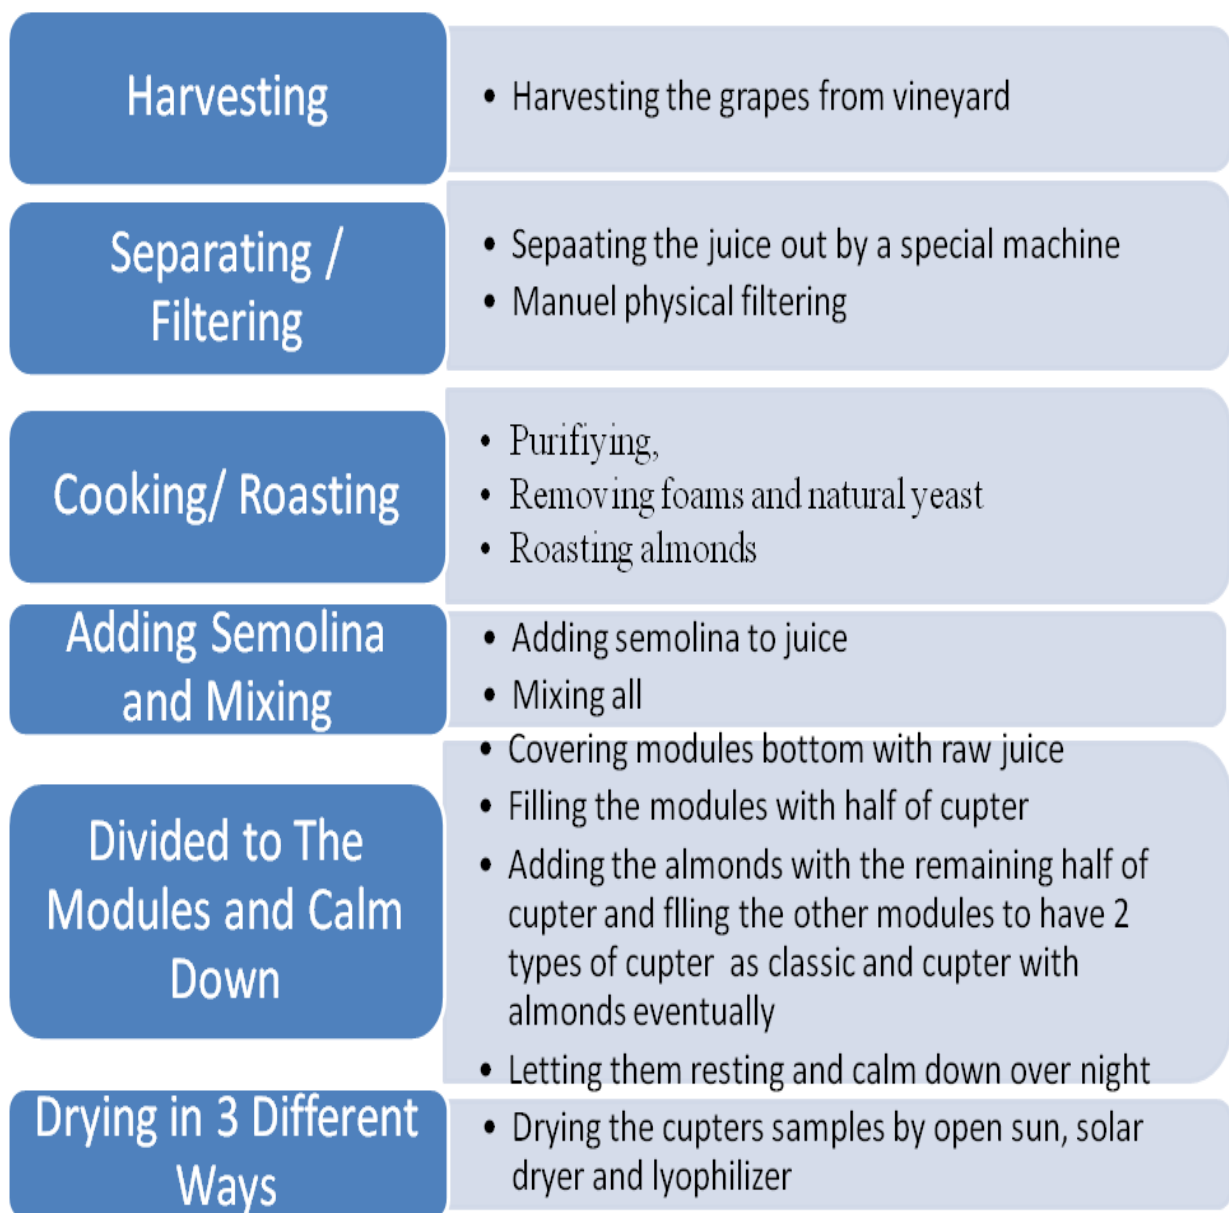 Harvesting
• Harvesting the grapes from vineyard
Separating /
Filtering
• Sepaating the juice out by a special machine
• Manuel physical filtering
Cooking/ Roasting
• Purifiying,
• Removing foams and natural yeast
• Roasting almonds
Adding Semolina
and Mixing
• Adding semolina to juice
• Mixing all
Divided to The
Modules and Calm
Down
• Covering modules bottom with raw juice
• Filling the modules with half of cupter
• Adding the almonds with the remaining half of
cupter and flling the other modules to have 2
types of cupter as classic and cupter with
almonds eventually
• Letting them resting and calm down over night
Drying in 3 Different
Ways
• Drying the cupters samples by open sun, solar
dryer and lyophilizer